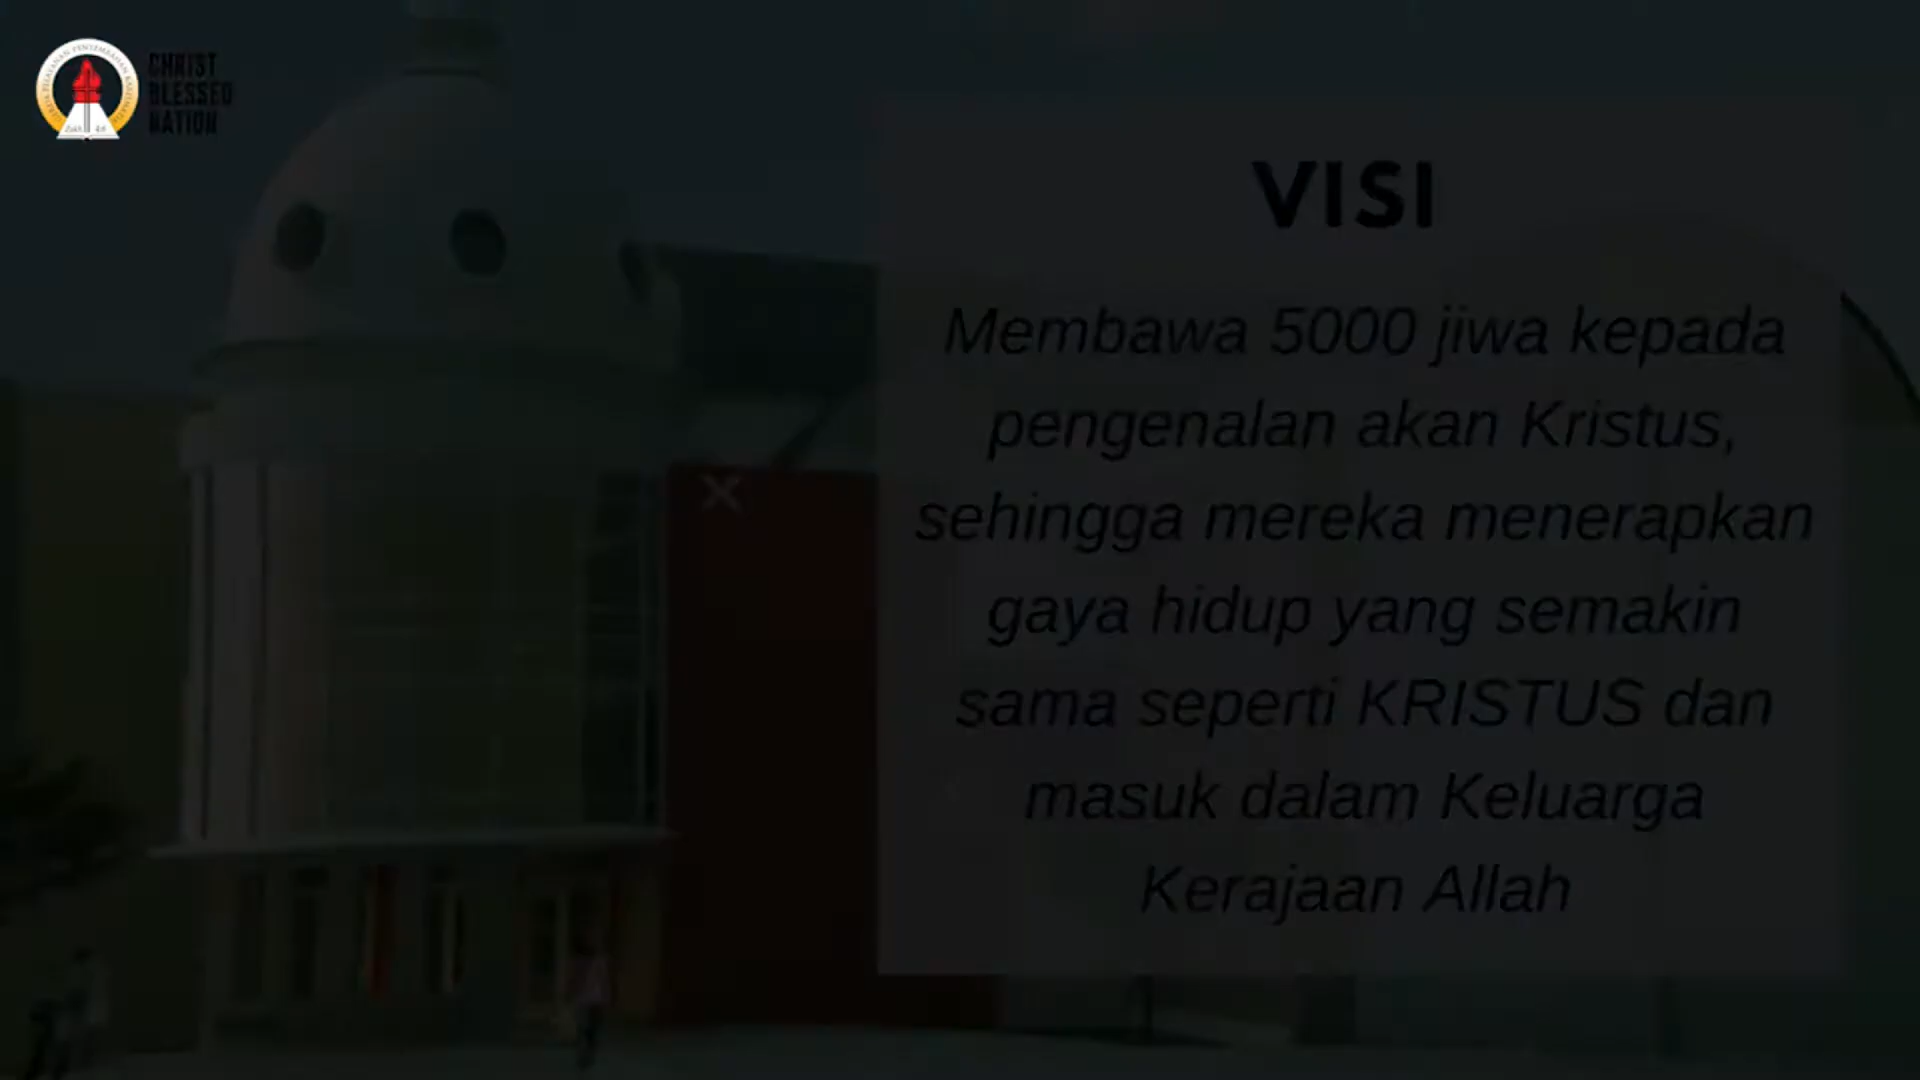 CHRIST
BLESSED
NATION
VISI
Membawa 5000 jiwa kepada
pengenalan akan Kristus,
sehingga mereka menerapkan
gaya hidup yang semakin
sama seperti KRISTUS dan
masuk dalam Keluarga
Kerajaan Allah